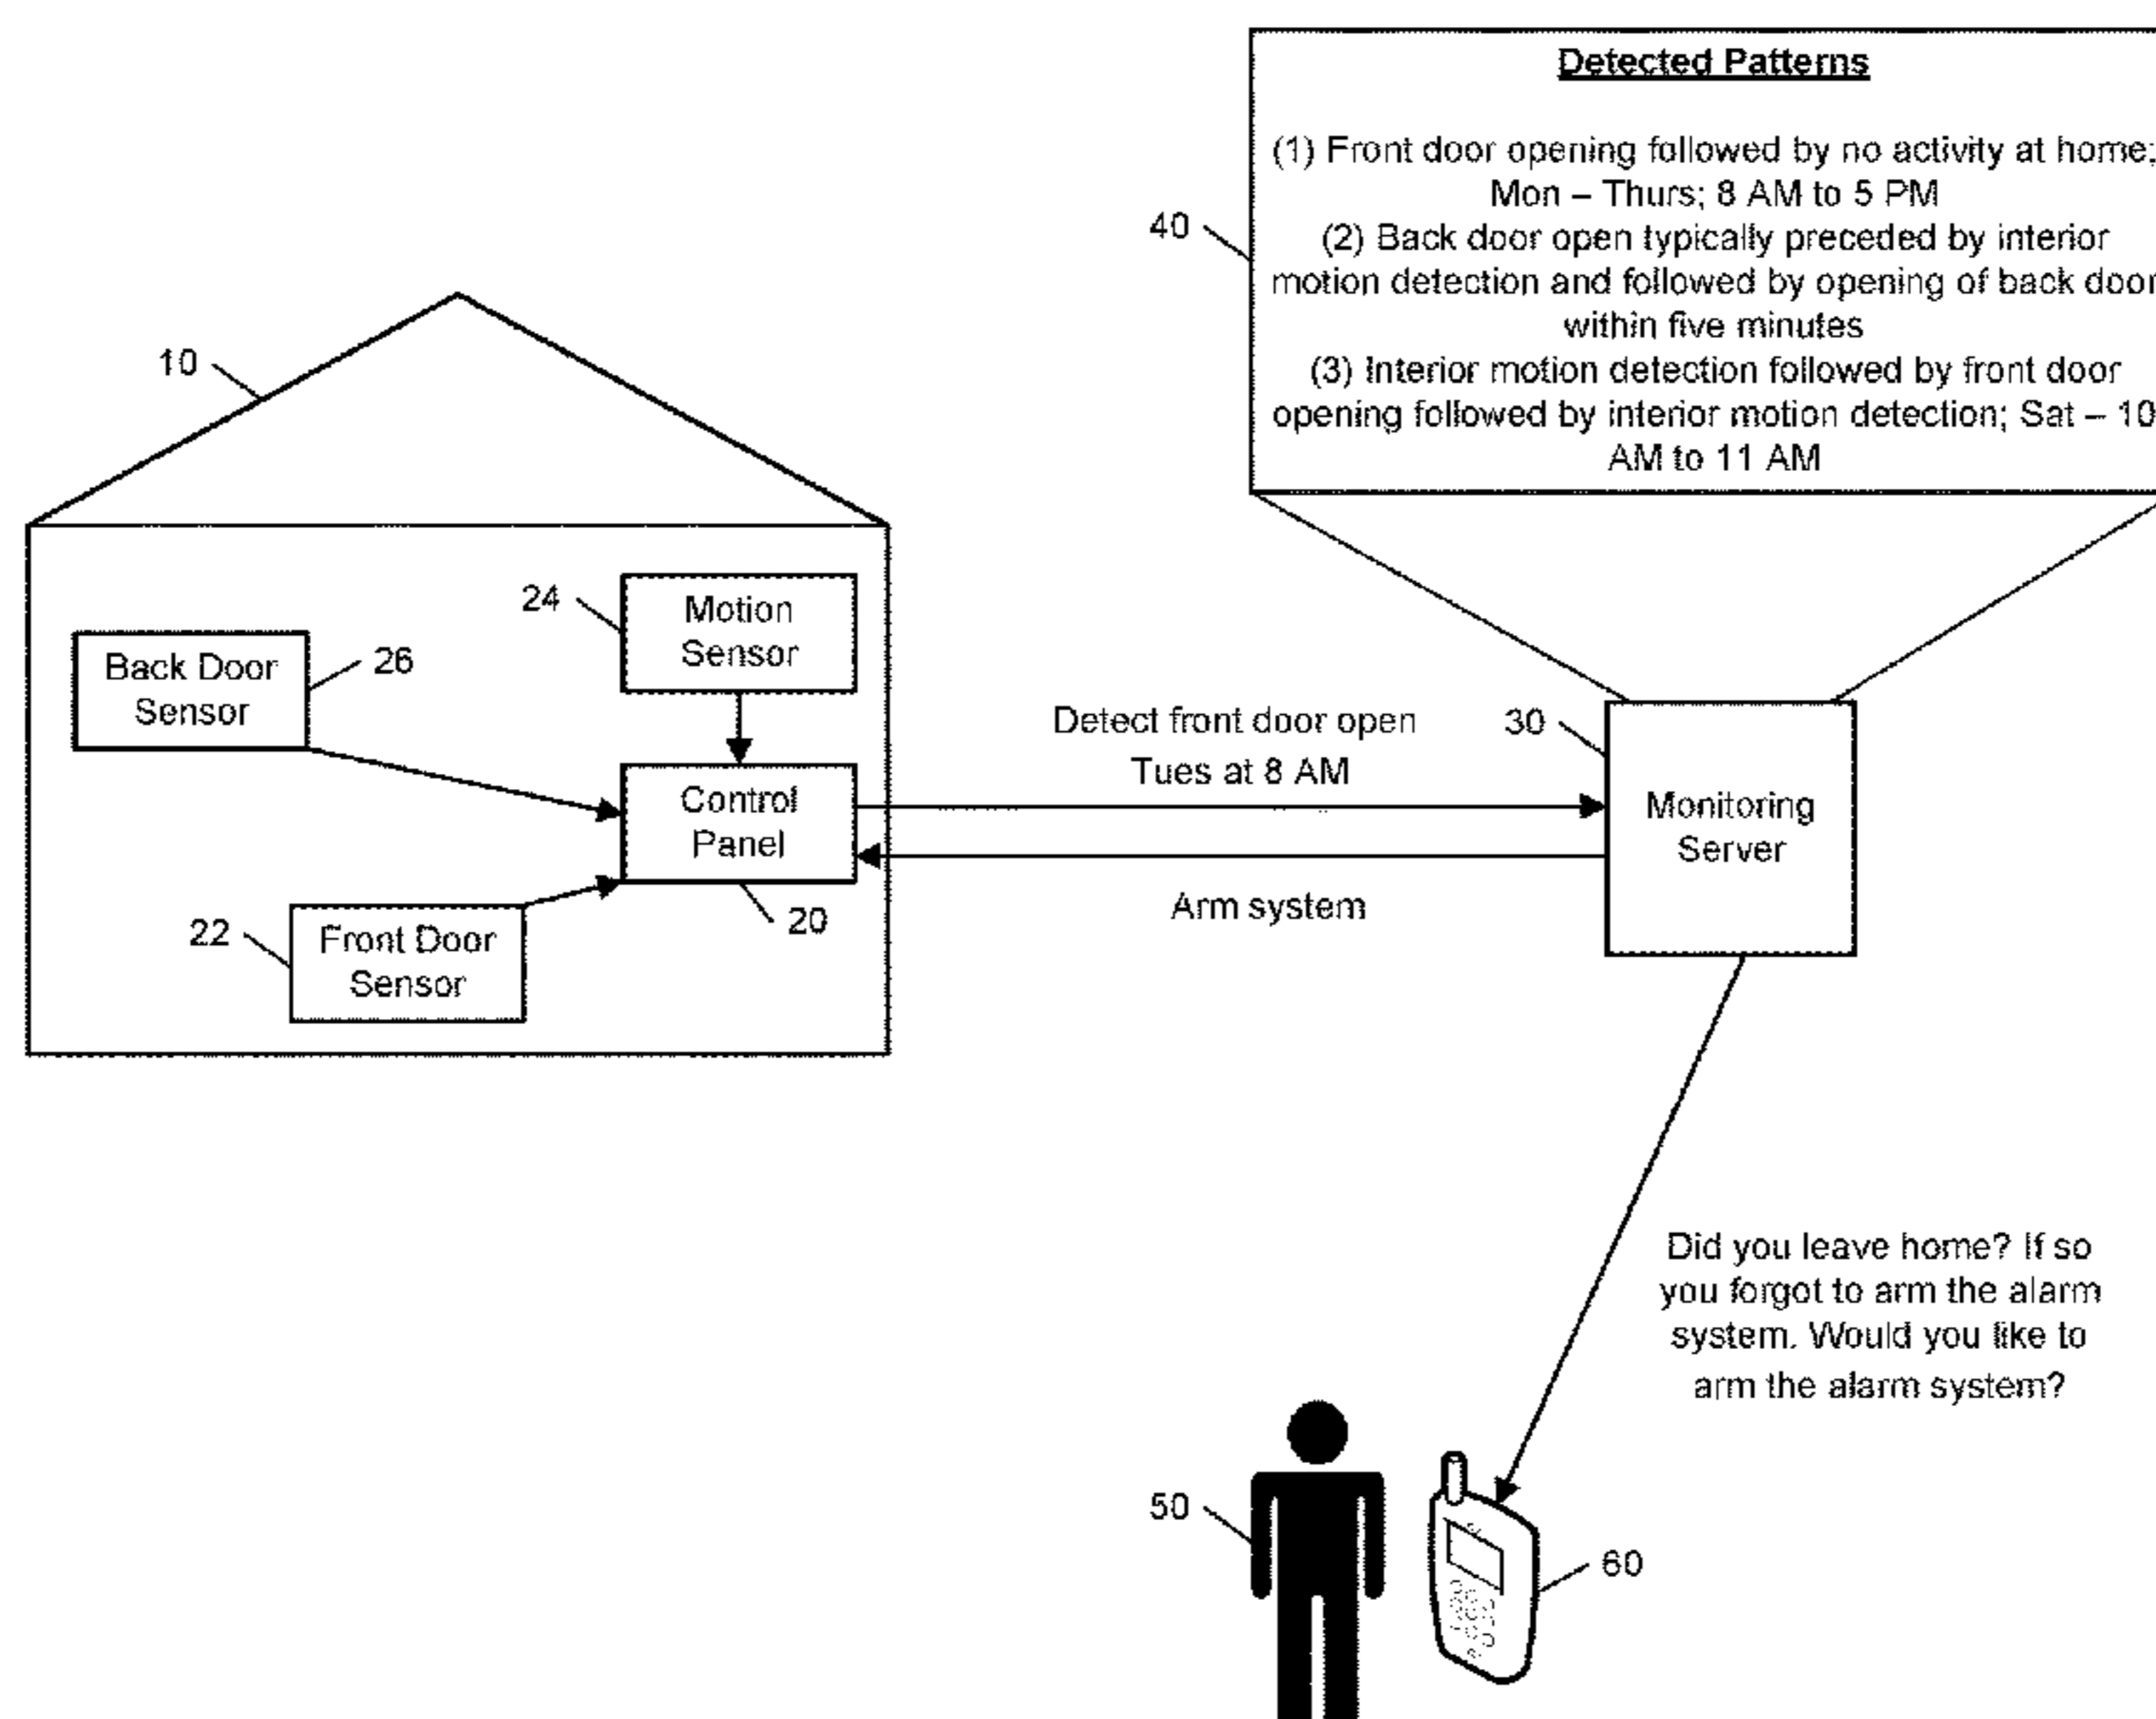 Detected Patterns
(1) Front door opening followed by no activity at home;
Mon – Thurs; 8 AM to 5 PM
(2) Back door open typically preceded by interior
motion detection and followed by opening of back door
within five minutes
(3) Interior motion detection followed by front door
opening followed by interior motion detection; Sat – 10
AM to 11 AM
40
10
24
Motion
Sensor
Back Door
Sensor
26
Control
Panel
20
22
Front Door
Sensor
Detect front door open
Tues at 8 AM
Arm system
30
Monitoring
Server
Did you leave home? If so
you forgot to arm the alarm
system. Would you like to
arm the alarm system?
50
60